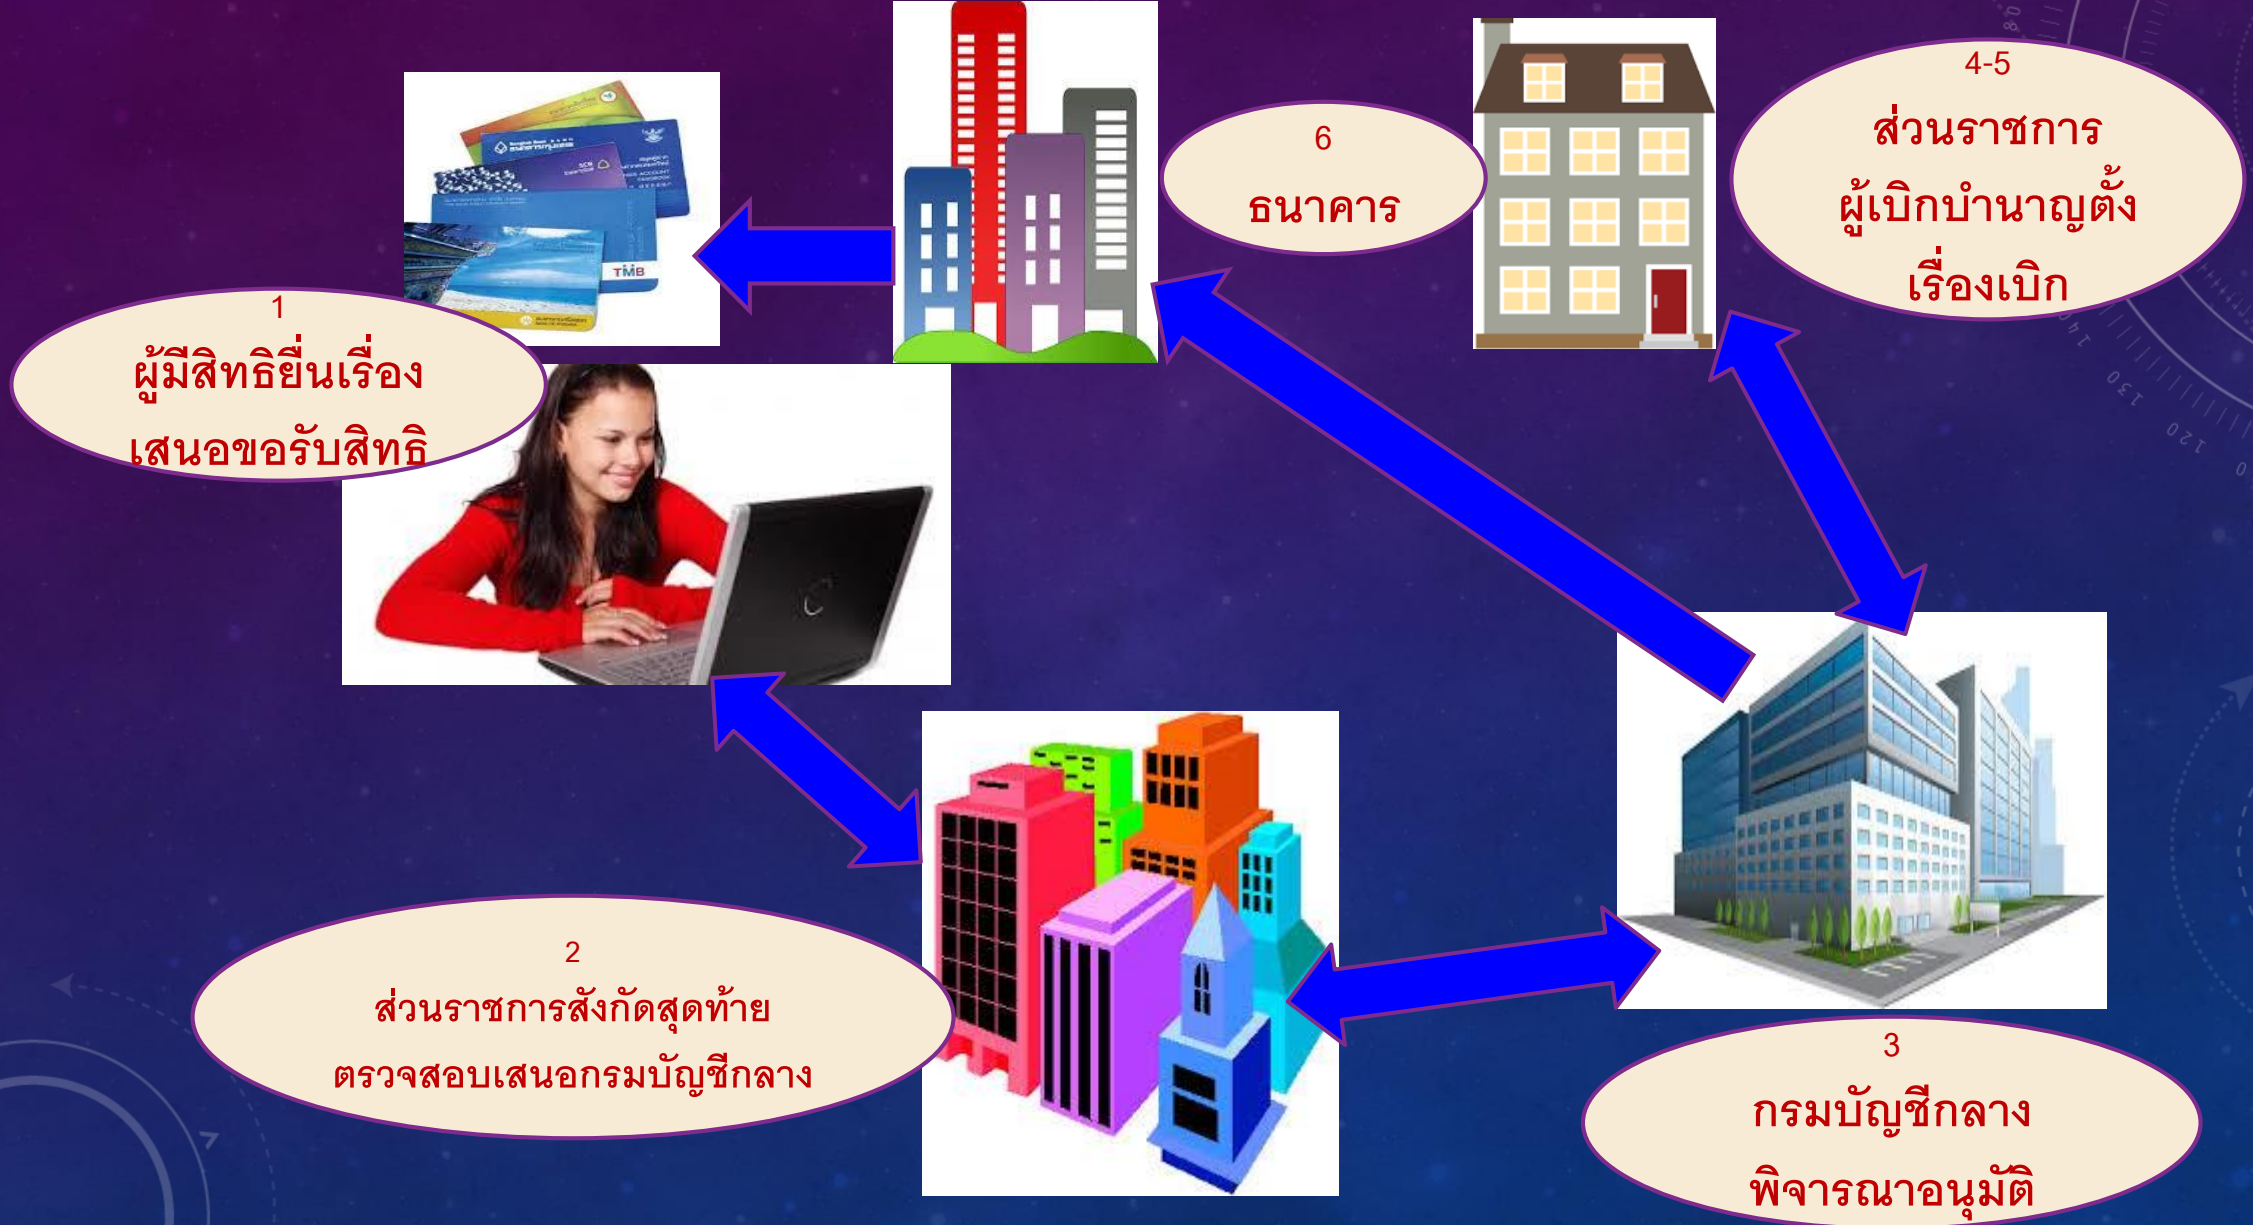 1
ผู้มีสิทธิยื่นเรื่อง
เสนอขอรับสิทธิ
2
ส่วนราชการสังกัดสุดท้าย
ตรวจสอบเสนอกรมบัญชีกลาง
3
กรมบัญชีกลาง
พิจารณาอนุมัติ
4-5
ส่วนราชการ
ผู้เบิกบำนาญตั้ง
เรื่องเบิก
6
ธนาคาร
TMB
SCB
130
120